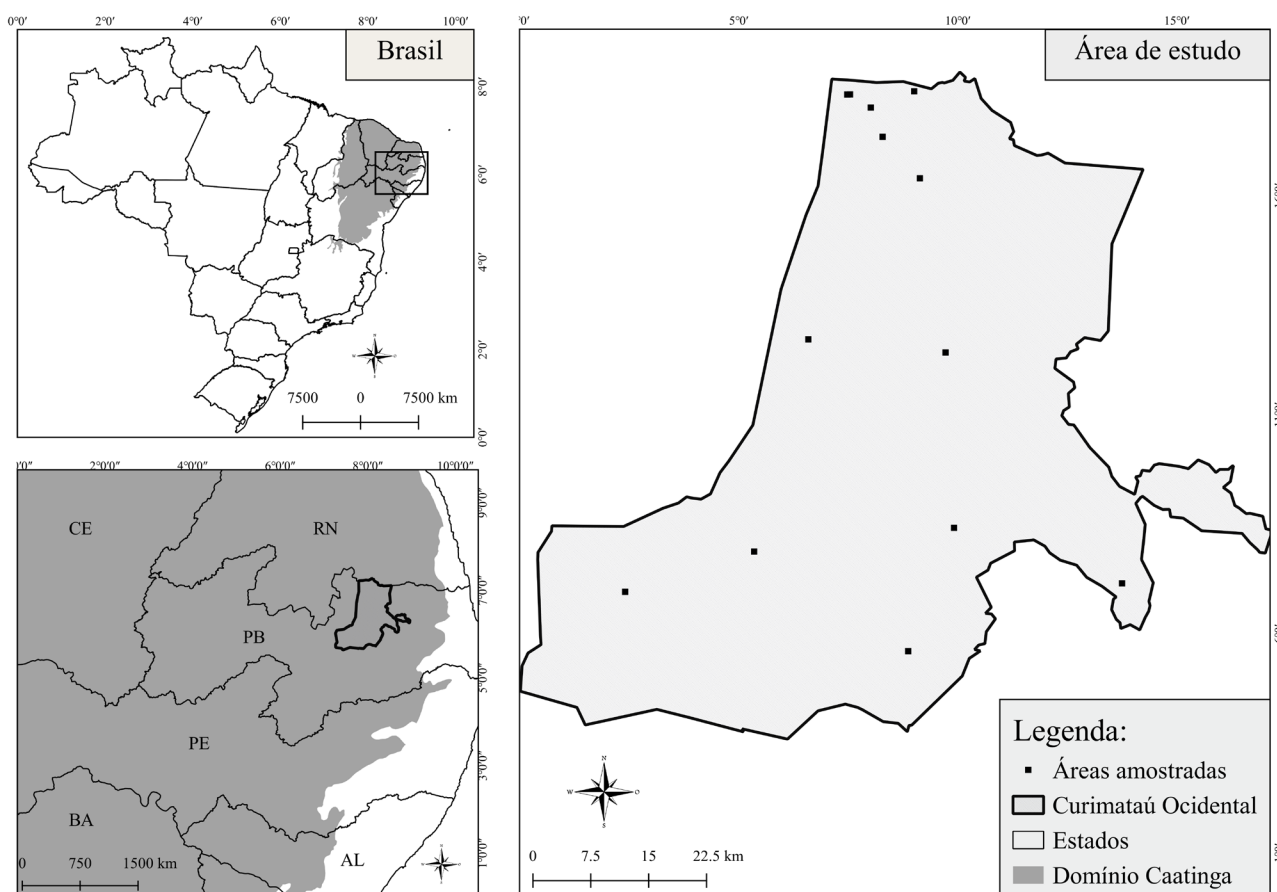 0°0' 2°0' 4°0' 6°0' 8°0' 10°0'
Brasil
8°0'
6°0'
4°0'
2°0'
0°0'
7500 0 7500 km
2°0'0" 4°0'0" 6°0'0" 8°0'0"
9°0'0"
7°0'0"
5°0'0"
3°0'0"
1°0'0"
CE
RN
PB
PE
BA
AL
0 750 1500 km
5°0' 10°0' 15°0'
Área de estudo
N
W O
S
0 7.5 15 22.5 km
Legenda:
Áreas amostradas
Curimataú Ocidental
Estados
Domínio Caatinga